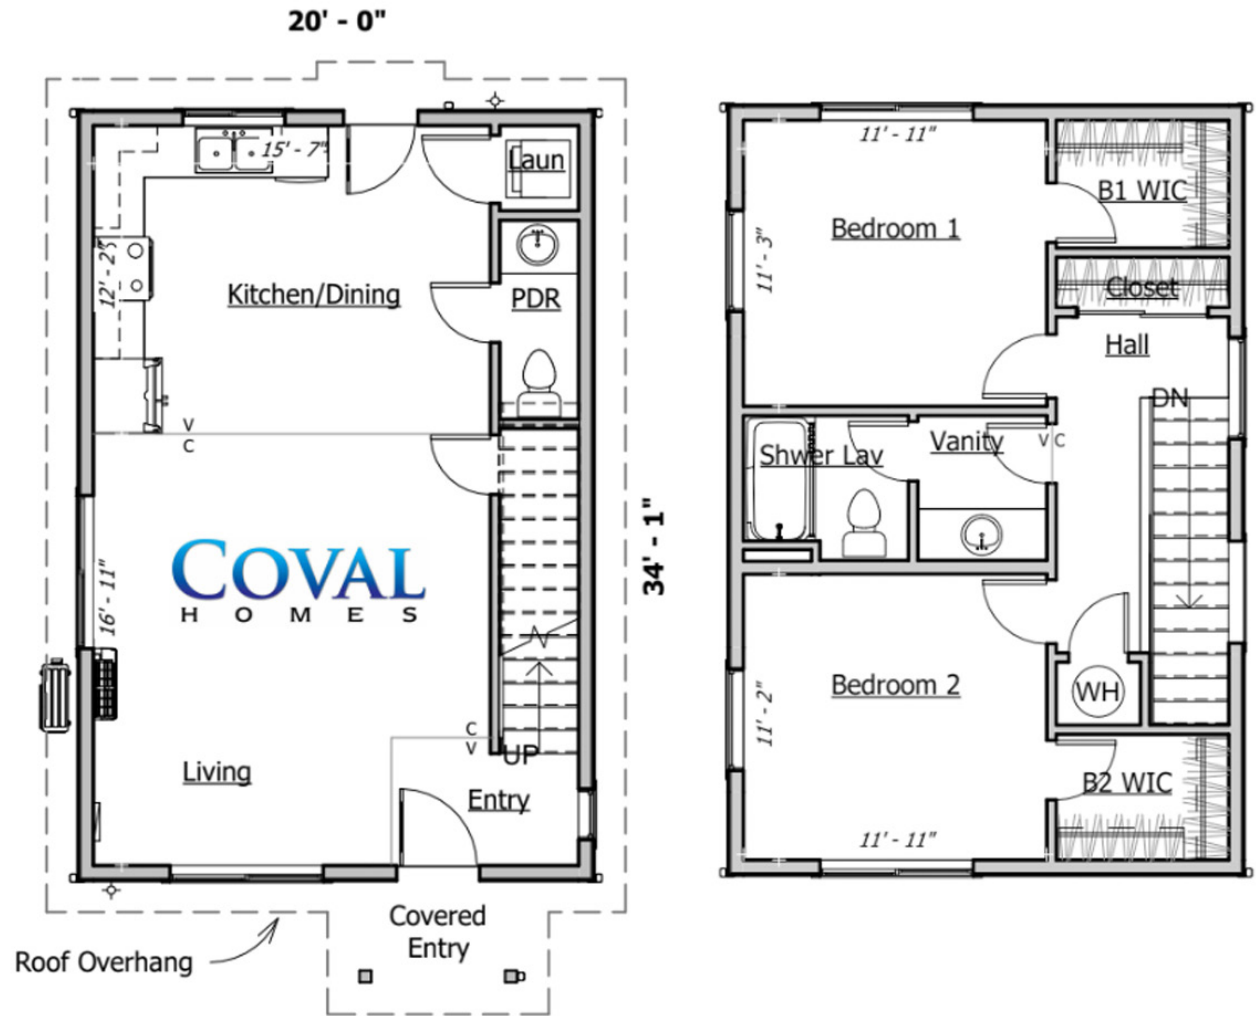 20' - 0"
15' - 7"
Laun
12' - 2"
Kitchen/Dining
PDR
V
C
34' - 1"
COVAL
HOMES
16' - 11"
C
V
UP
Living
Entry
Covered
Entry
Roof Overhang
11' - 11"
B1 WIC
Bedroom 1
11' - 3"
Closet
Hall
DN
Vanity
V C
Shwer Lav
Bedroom 2
WH
11' - 2"
B2 WIC
11' - 11"